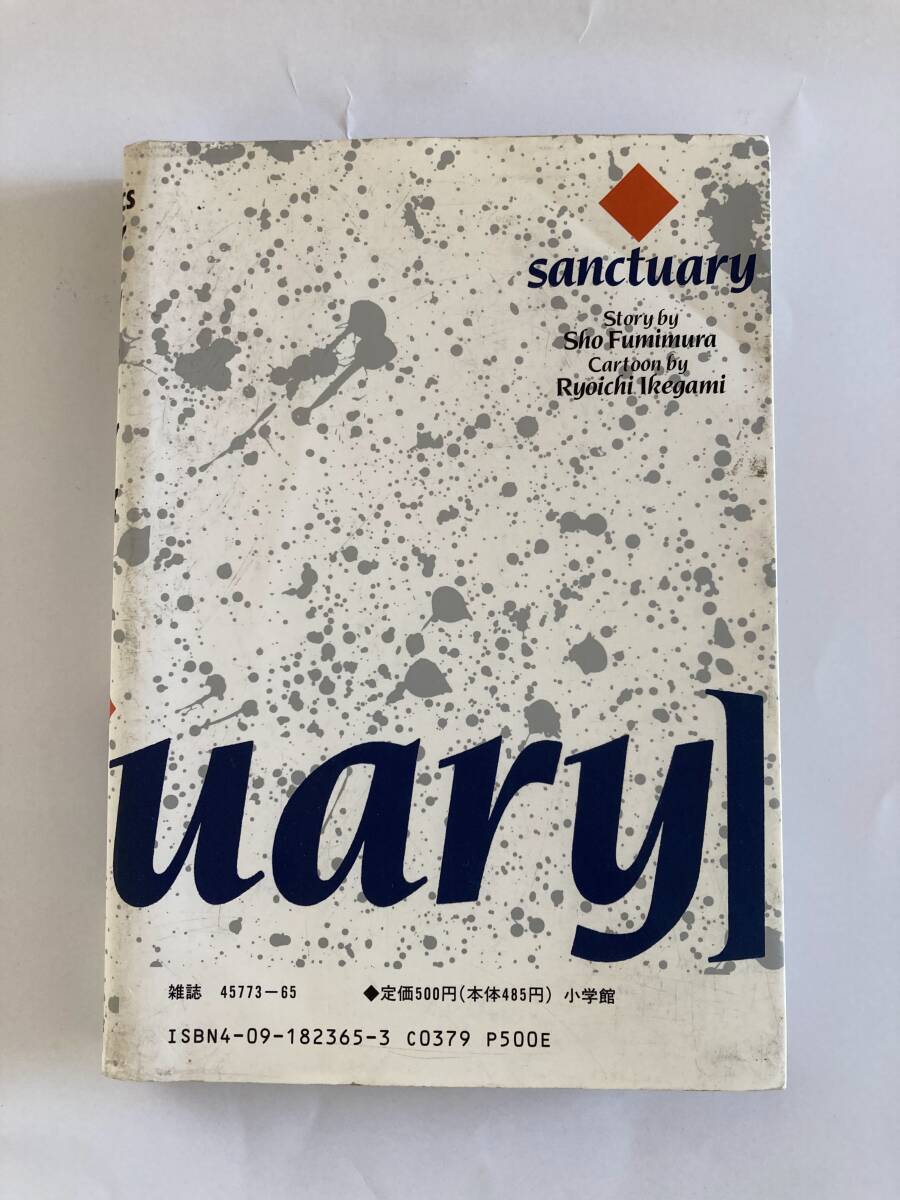 sanctuary
Story by
Sho Fumimura
Cartoon by
Ryoichi Ikegami
uary]
雑誌 45773-65 ◆定価500円(本体485円) 小学館
ISBN4-09-182365-3 C0379 P500E